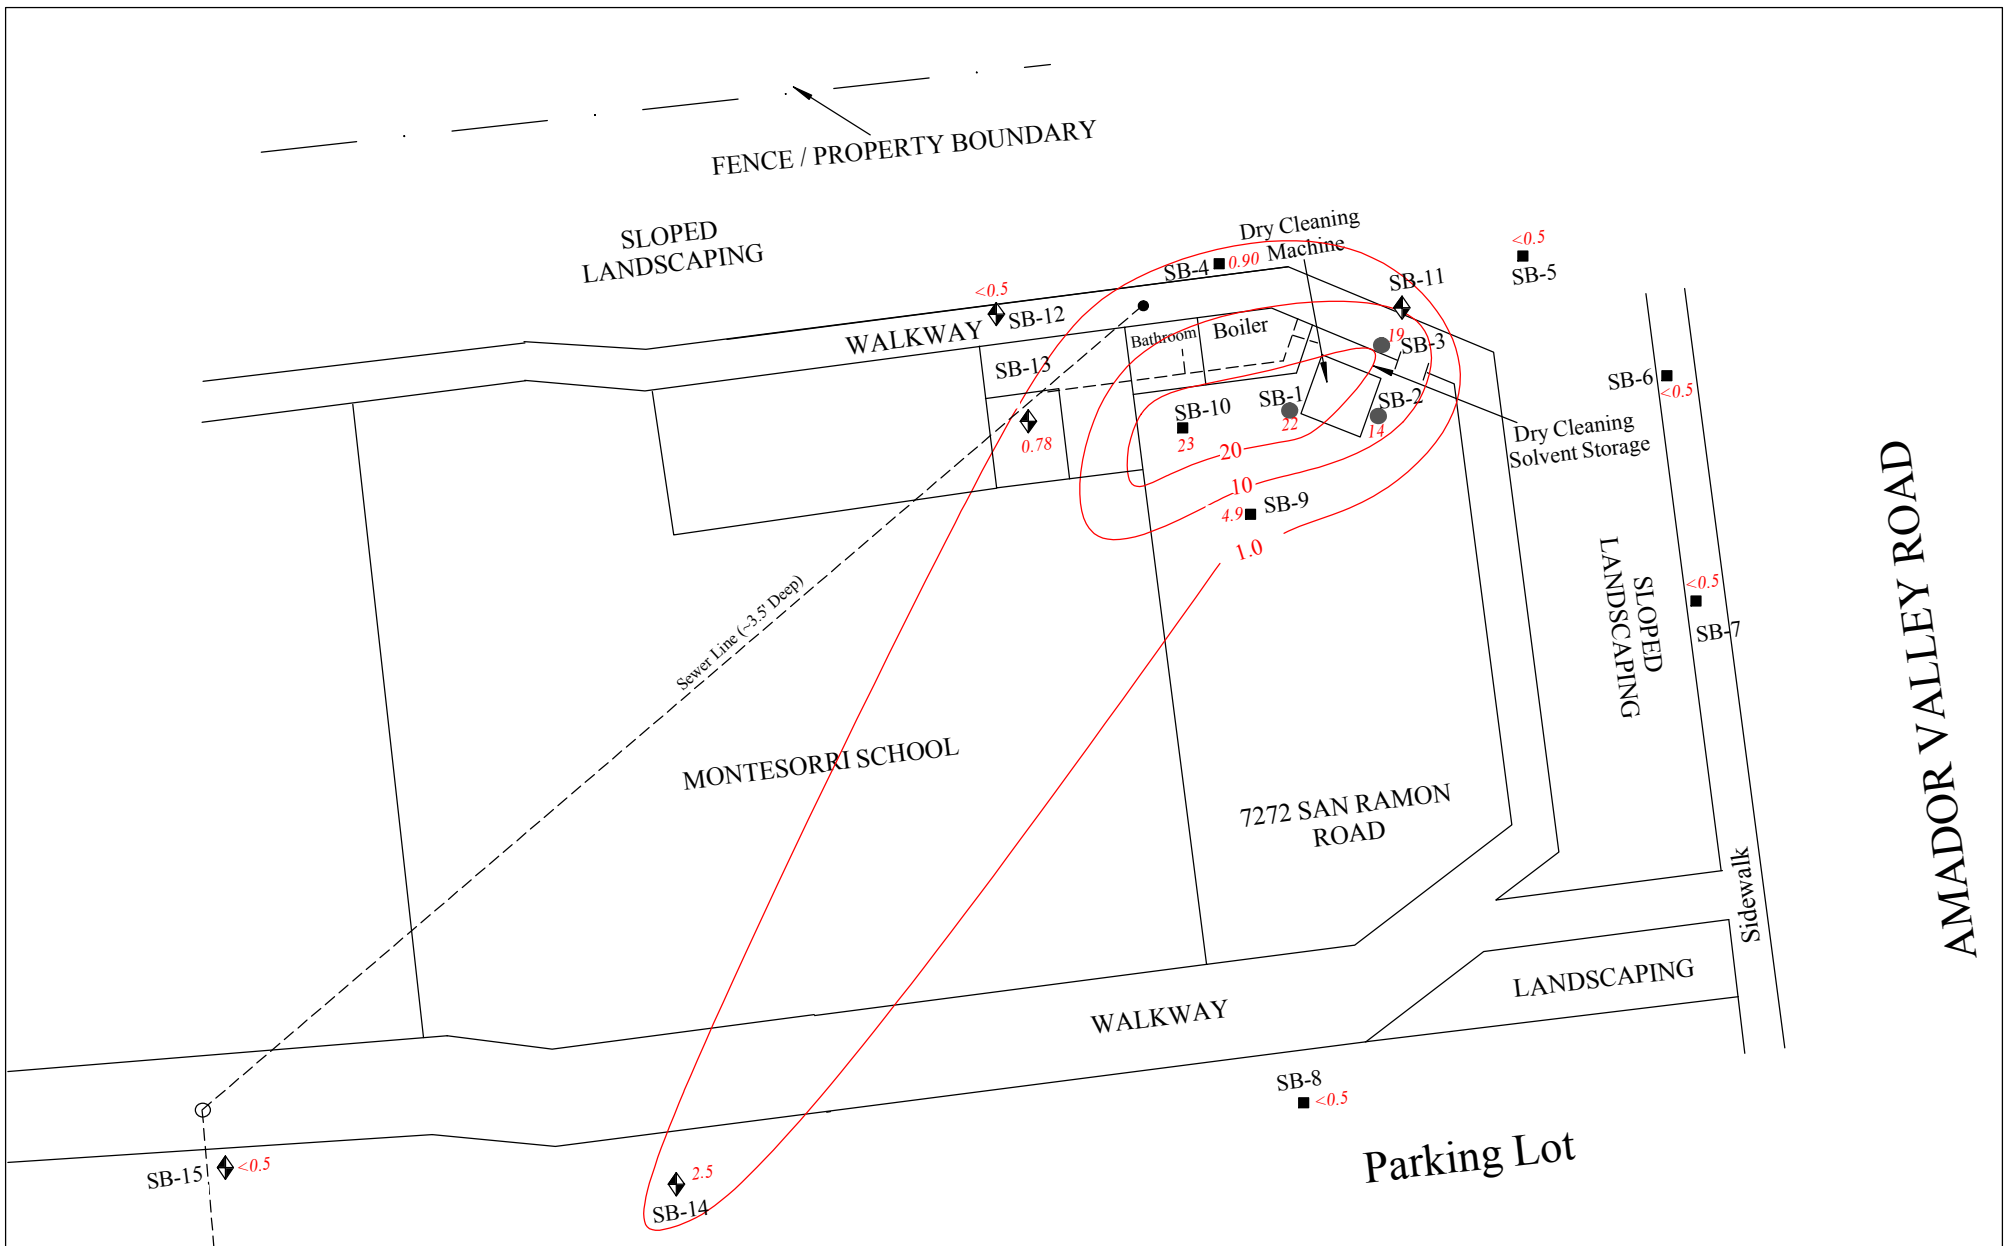 FENCE / PROPERTY BOUNDARY
SLOPED
LANDSCAPING
Dry Cleaning
Machine
<0.5
SB-5
SB-4
0.90
SB-11
<0.5
SB-12
WALKWAY
Bathroom
Boiler
19
SB-3
SB-13
0.78
SB-10
23
SB-1
22
SB-2
14
SB-6
<0.5
Dry Cleaning
Solvent Storage
20
10
4.9
SB-9
1.0
<0.5
SB-7
SLOPED
LANDSCAPING
AMADOR VALLEY ROAD
Sewer Line (~3.5' Deep)
MONTESORRI SCHOOL
7272 SAN RAMON
ROAD
Sidewalk
LANDSCAPING
WALKWAY
SB-8
<0.5
Parking Lot
SB-15
<0.5
2.5
SB-14